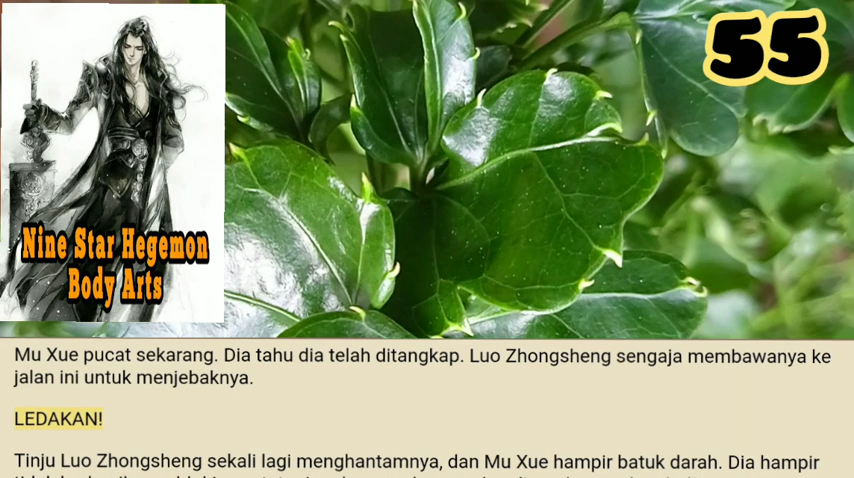 55
Nine Star Hegemon
Body Arts
Mu Xue pucat sekarang. Dia tahu dia telah ditangkap. Luo Zhongsheng sengaja membawanya ke
jalan ini untuk menjebaknya.
LEDAKAN!
Tinju Luo Zhongsheng sekali lagi menghantamnya, dan Mu Xue hampir batuk darah. Dia hampir